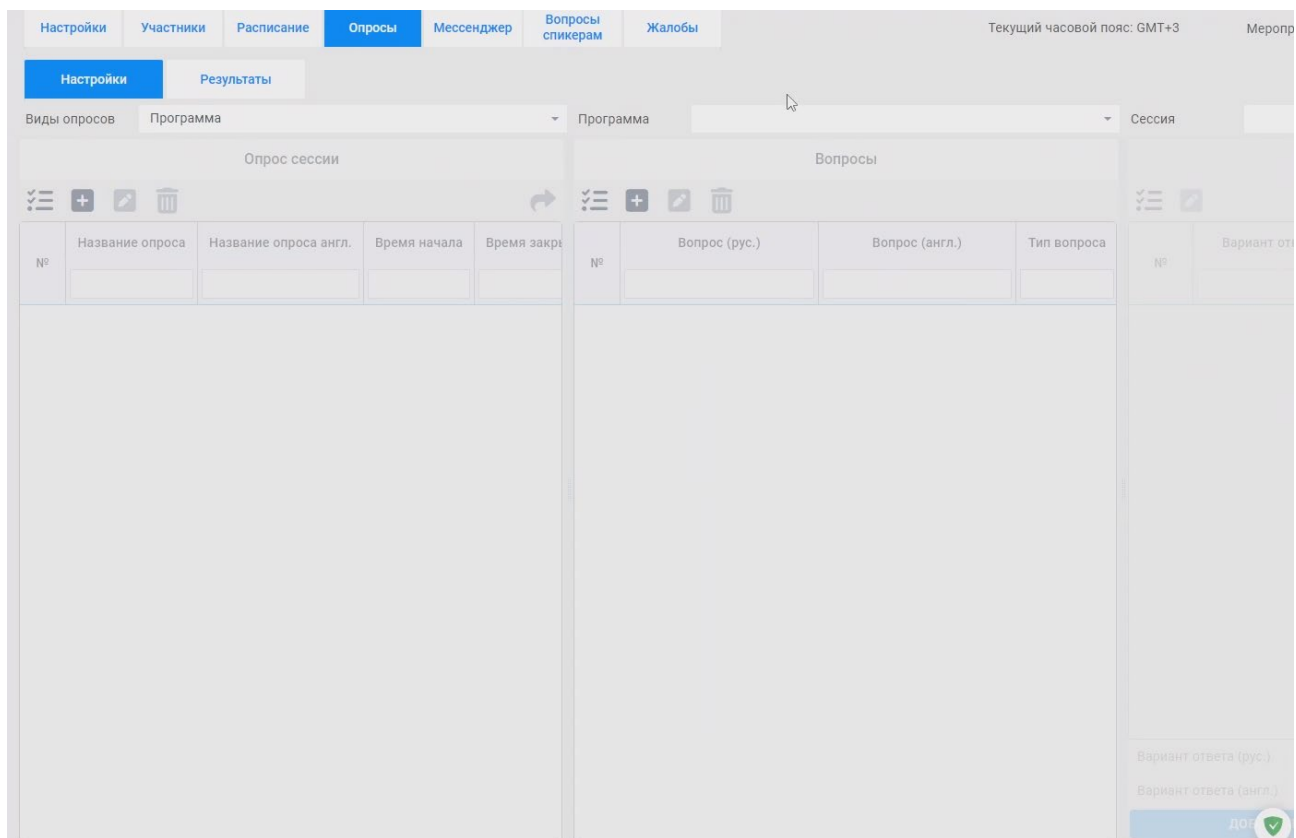 Настройки Участники Расписание Опросы Мессенджер Вопросы спикерам Жалобы Текущий часовой пояс: GMT+3
Настройки Результаты
Виды опросов Программа Программа Сессия
Опрос сессии Вопросы
№ Название опроса Название опроса англ. Время начала Время № Вопрос (рус.) Вопрос (англ.) Тип вопроса № Вариант
Вариант ответа (рус.)
Вариант ответа (англ.)